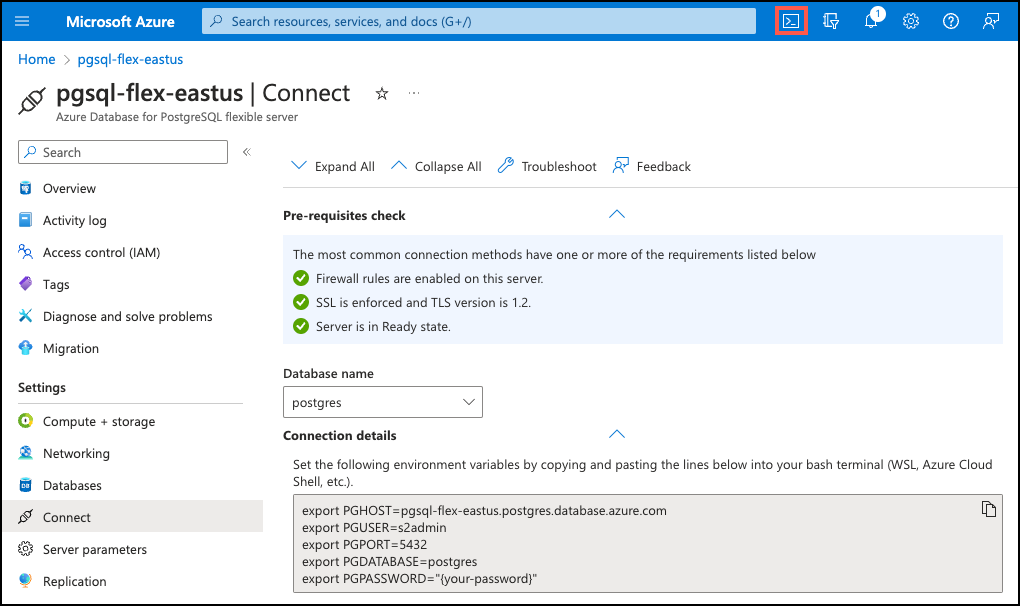 Microsoft Azure
Search resources, services, and docs (G+/)
1
Home > pgsql-flex-eastus
pgsql-flex-eastus | Connect
Azure Database for PostgreSQL flexible server
Search
Overview
Activity log
Access control (IAM)
Tags
Diagnose and solve problems
Migration
Settings
Compute + storage
Networking
Databases
Connect
Server parameters
Replication
Expand All
Collapse All
Troubleshoot
Feedback
Pre-requisites check
The most common connection methods have one or more of the requirements listed below
Firewall rules are enabled on this server.
SSL is enforced and TLS version is 1.2.
Server is in Ready state.
Database name
postgres
Connection details
Set the following environment variables by copying and pasting the lines below into your bash terminal (WSL, Azure Cloud
Shell, etc.).
export PGHOST=pgsql-flex-eastus.postgres.database.azure.com
export PGUSER=s2admin
export PGPORT=5432
export PGDATABASE=postgres
export PGPASSWORD="{your-password}"